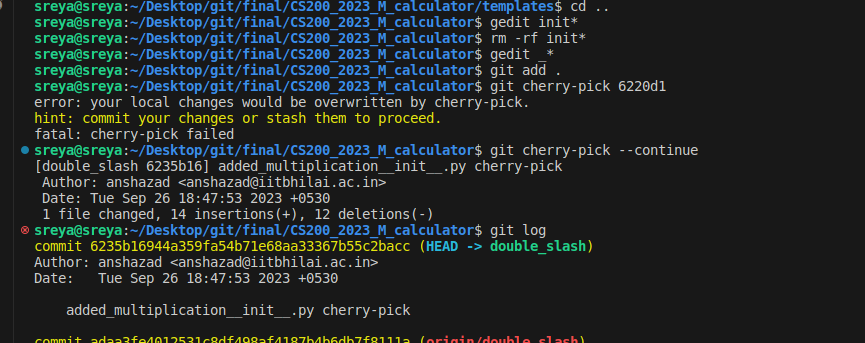 sreya@sreya:~/Desktop/git/final/CS200_2023_M_calculator/templates$ cd ..
sreya@sreya:~/Desktop/git/final/CS200_2023_M_calculator$ gedit init*
sreya@sreya:~/Desktop/git/final/CS200_2023_M_calculator$ rm -rf init*
sreya@sreya:~/Desktop/git/final/CS200_2023_M_calculator$ gedit _*
sreya@sreya:~/Desktop/git/final/CS200_2023_M_calculator$ git add .
sreya@sreya:~/Desktop/git/final/CS200_2023_M_calculator$ git cherry-pick 6220d1
error: your local changes would be overwritten by cherry-pick.
hint: commit your changes or stash them to proceed.
fatal: cherry-pick failed
sreya@sreya:~/Desktop/git/final/CS200_2023_M_calculator$ git cherry-pick --continue
[double_slash 6235b16] added_multiplication__init__.py cherry-pick
 Author: anshazad <anshazad@iitbhilai.ac.in>
 Date: Tue Sep 26 18:47:53 2023 +0530
 1 file changed, 14 insertions(+), 12 deletions(-)
sreya@sreya:~/Desktop/git/final/CS200_2023_M_calculator$ git log
commit 6235b16944a359fa54b71e68aa33367b55c2bacc (HEAD -> double_slash)
Author: anshazad <anshazad@iitbhilai.ac.in>
Date:   Tue Sep 26 18:47:53 2023 +0530
    added_multiplication__init__.py cherry-pick
commit adaa3fe4012531c8df498af4187b4b6db7f8111a (origin/double_slash)